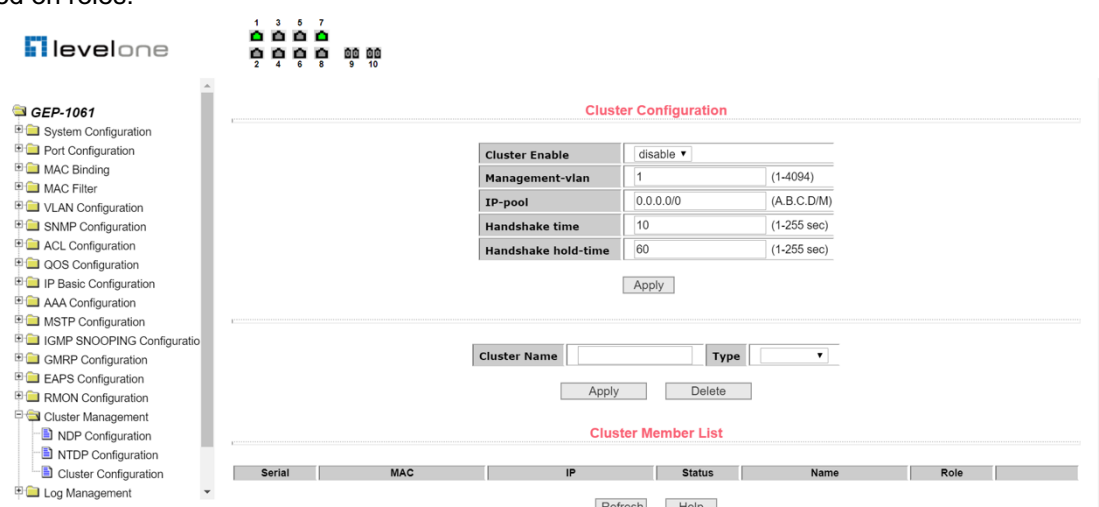 ed on roles.
1 3 5 7
levelone
2 4 6 8 9 10
GEP-1061
Cluster Configuration
System Configuration
Port Configuration
Cluster Enable disable
MAC Binding
Management-vlan 1 (1-4094)
MAC Filter
IP-pool 0.0.0.0/0 (A.B.C.D/M)
VLAN Configuration
SNMP Configuration
Handshake time 10 (1-255 sec)
ACL Configuration
Handshake hold-time 60 (1-255 sec)
QOS Configuration
IP Basic Configuration
Apply
AAA Configuration
MSTP Configuration
IGMP SNOOPING Configuratio
GMRP Configuration
Cluster Name Type
EAPS Configuration
RMON Configuration
Apply Delete
Cluster Management
NDP Configuration
Cluster Member List
NTDP Configuration
Cluster Configuration
Serial MAC IP Status Name Role
Log Management
Refresh Help